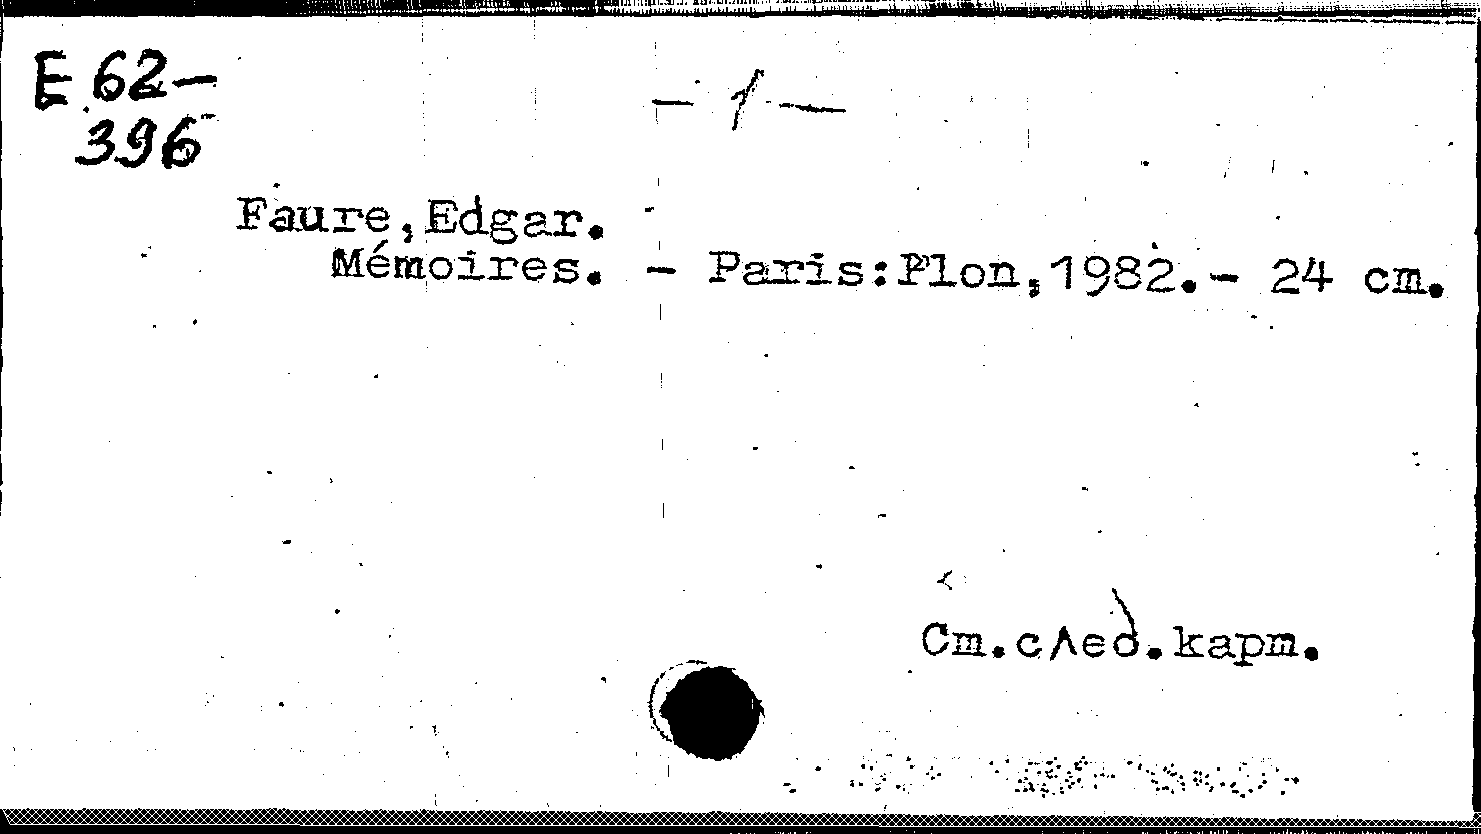 E 62-
396
— 1 —
Faure,Edgar.
Mémoires. - Paris:Plon,1982.- 24 cm.
См.след.карт.